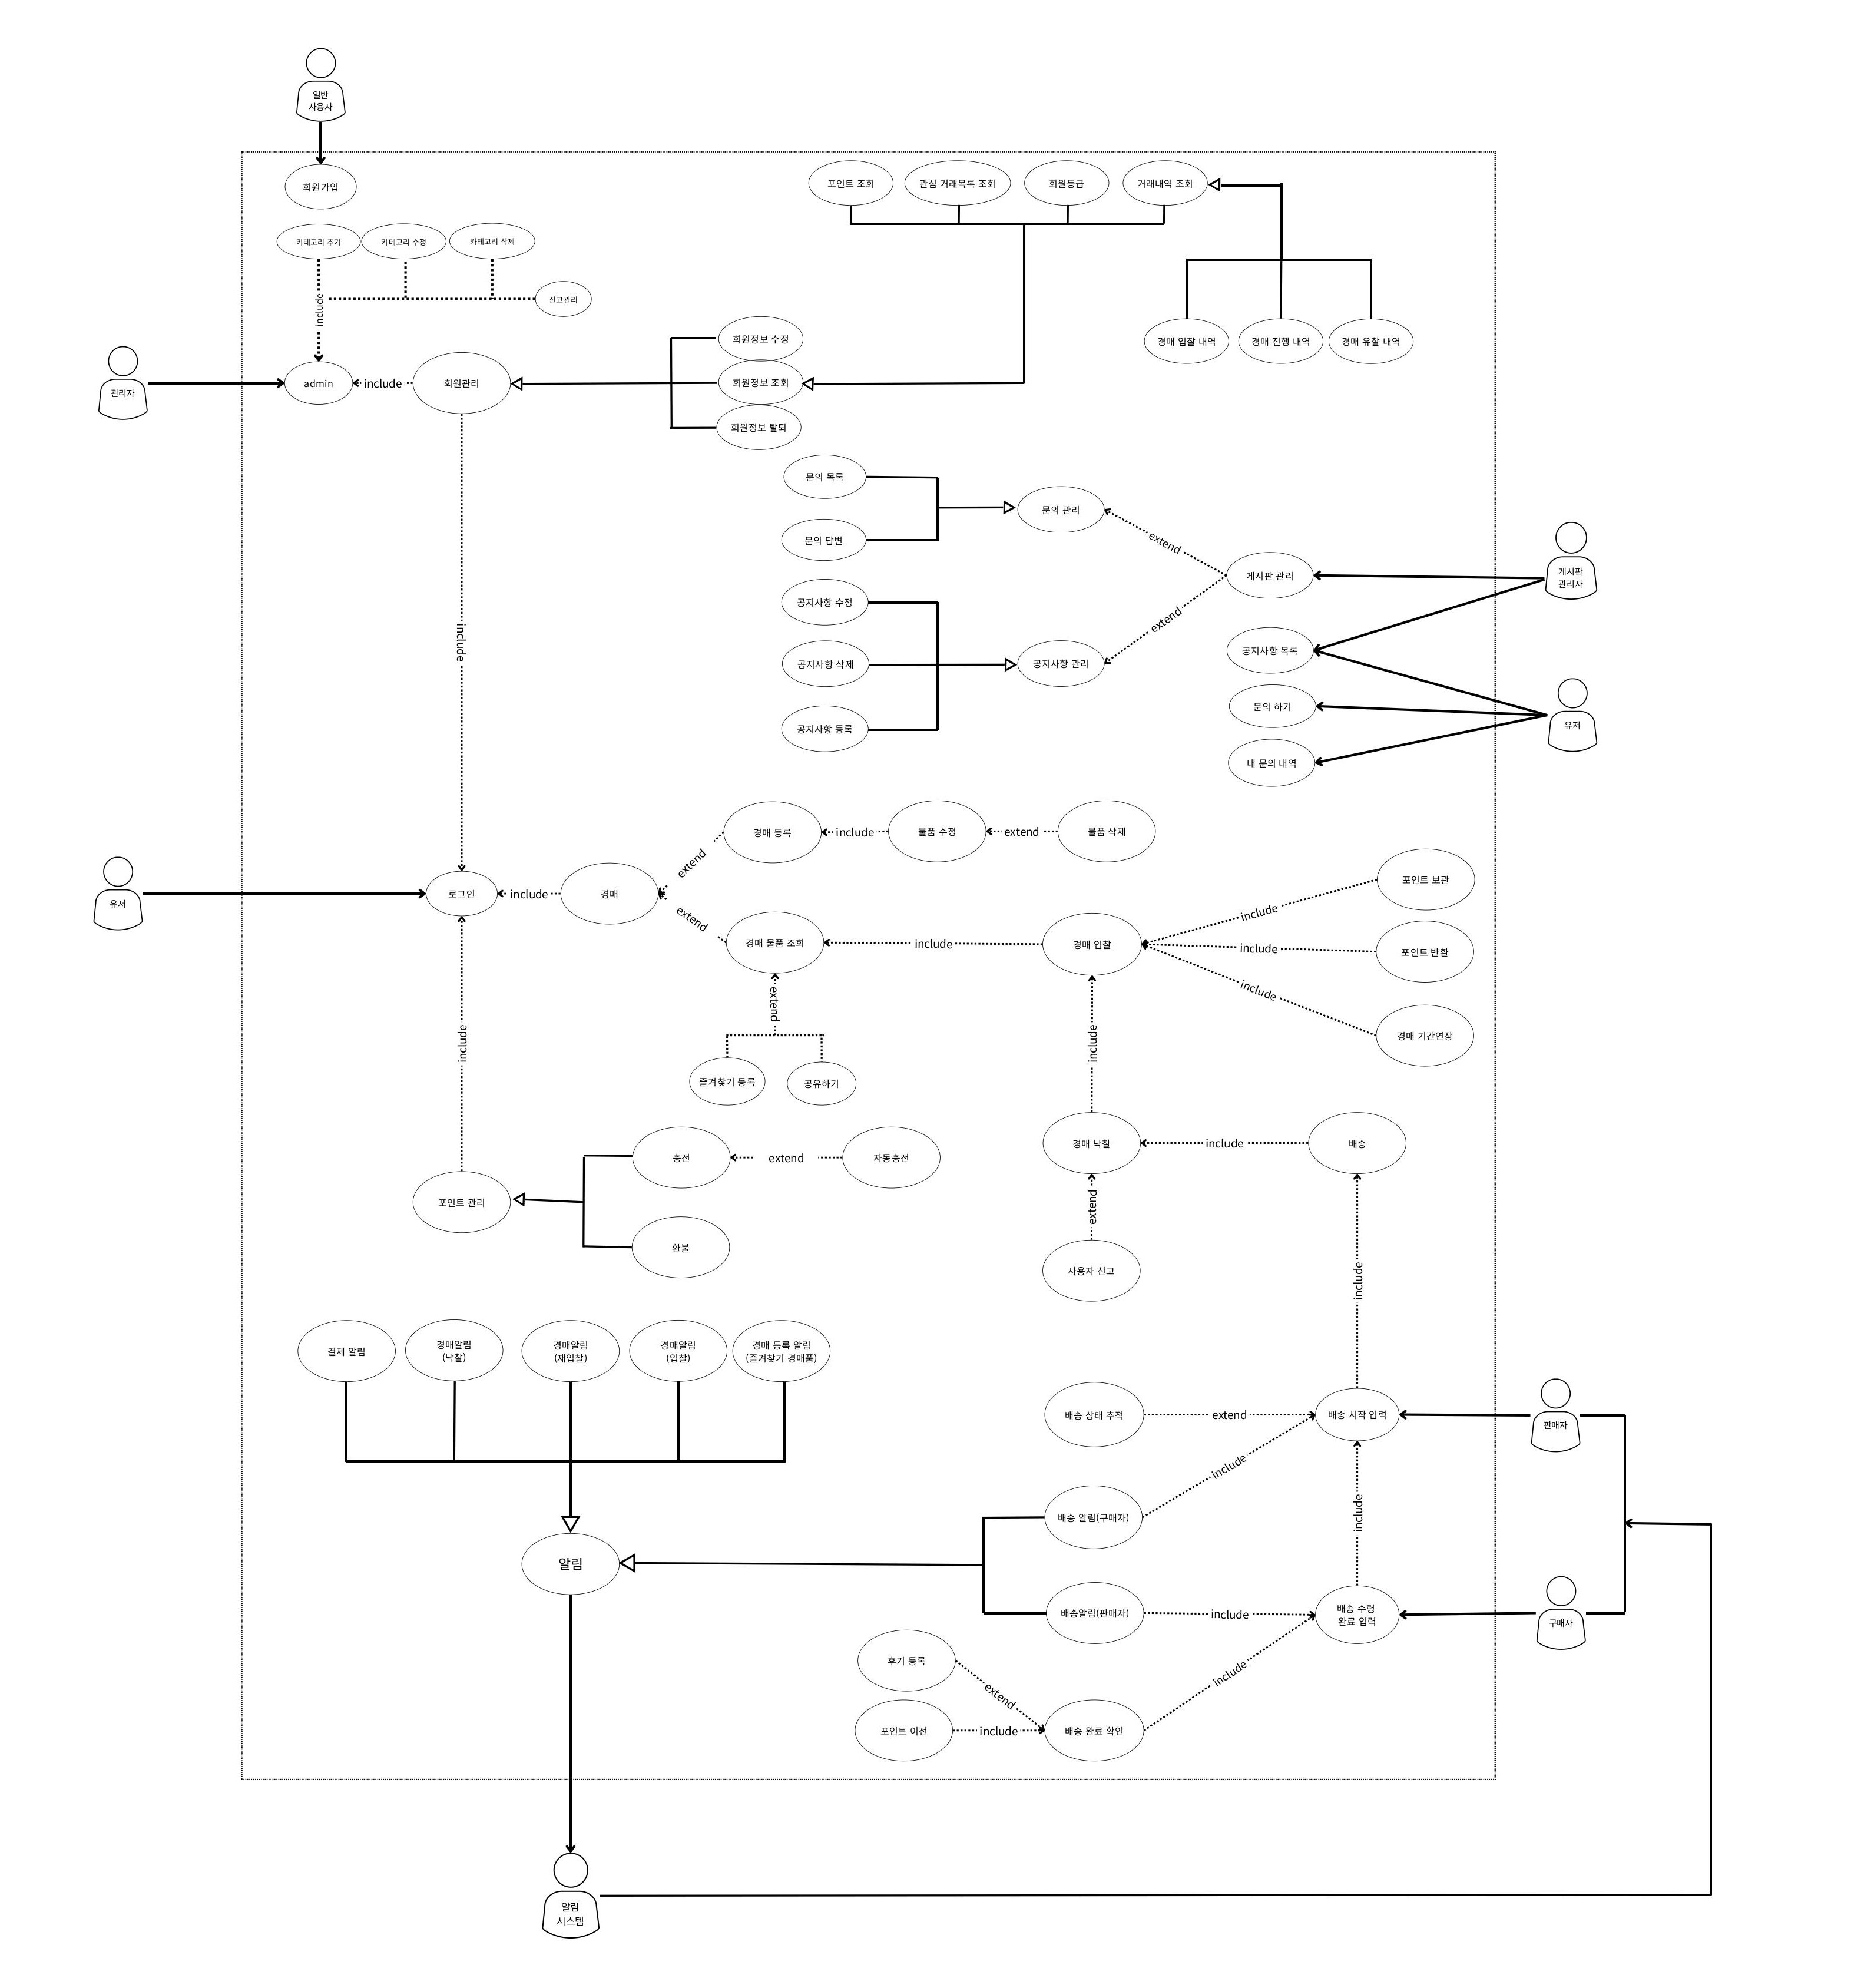 일반
사용자
회원가입
포인트 조회
관심 거래목록 조회
회원등급
거래내역 조회
카테고리 추가
카테고리 수정
카테고리 삭제
신고관리
include
경매 입찰 내역
경매 진행 내역
경매 유찰 내역
관리자
admin
include
회원관리
회원정보 수정
회원정보 조회
회원정보 탈퇴
문의 목록
문의 답변
문의 관리
extend
게시판 관리
게시판
관리자
extend
공지사항 수정
공지사항 삭제
공지사항 등록
공지사항 관리
공지사항 목록
문의 하기
내 문의 내역
유저
include
경매 등록
include
물품 수정
extend
물품 삭제
유저
로그인
include
경매
extend
extend
경매 물품 조회
include
경매 입찰
include
include
include
포인트 보관
포인트 반환
경매 기간연장
extend
즐겨찾기 등록
공유하기
include
include
경매 낙찰
include
배송
충전
extend
자동충전
포인트 관리
환불
extend
사용자 신고
include
결제 알림
경매알림
(낙찰)
경매알림
(재입찰)
경매알림
(입찰)
경매 등록 알림
(즐겨찾기 경매품)
배송 상태 추적
extend
배송 시작 입력
판매자
include
배송 알림(구매자)
include
알림
배송알림(판매자)
include
배송 수령
완료 입력
구매자
후기 등록
extend
include
포인트 이전
include
배송 완료 확인
알림
시스템